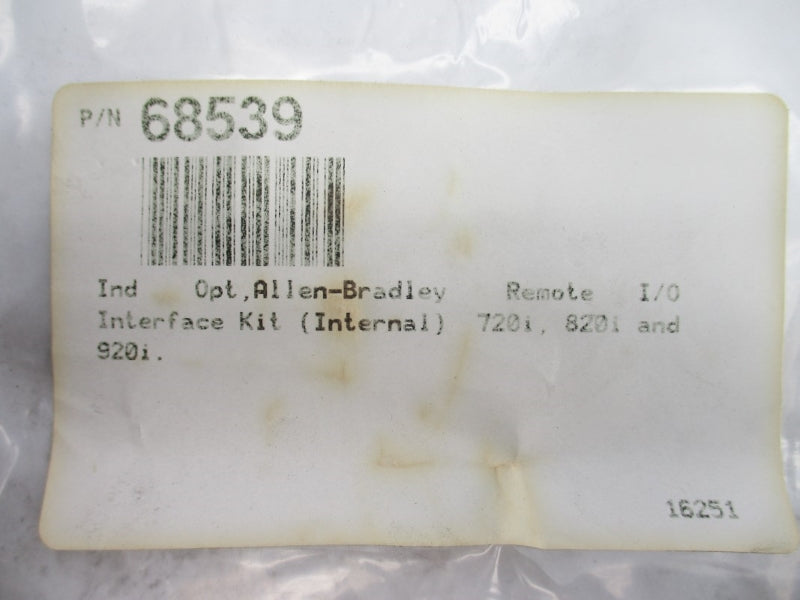 P/N 68539
Ind Opt,Allen-Bradley Remote I/O
Interface Kit (Internal) 720i, 820i and
920i.
16251